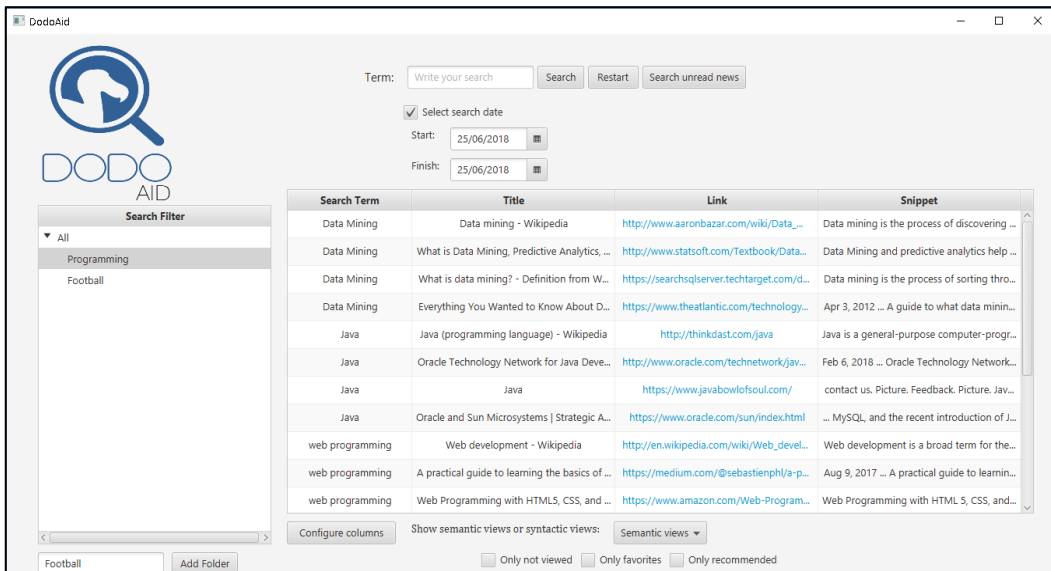 DodoAid
DODO
AID
Term: Write your search Search Restart Search unread news
Select search date
Start: 25/06/2018
Finish: 25/06/2018
Search Filter
All
Programming
Football
Search Term Title Link Snippet
Data Mining Data mining - Wikipedia http://www.aaronbazar.com/wiki/Data_... Data mining is the process of discovering ...
Data Mining What is Data Mining, Predictive Analytics, ... http://www.statsoft.com/Textbook/Data... Data Mining and predictive analytics help ...
Data Mining What is data mining? - Definition from W... https://searchsqlserver.techtarget.com/d... Data mining is the process of sorting thro...
Data Mining Everything You Wanted to Know About D... https://www.theatlantic.com/technology... Apr 3, 2012 ... A guide to what data minin...
Java Java (programming language) - Wikipedia http://thinkdast.com/java Java is a general-purpose computer-progr...
Java Oracle Technology Network for Java Deve... http://www.oracle.com/technetwork/jav... Feb 6, 2018 ... Oracle Technology Network...
Java Java https://www.javabowlofsoul.com/ contact us. Picture. Feedback. Picture. Jav...
Java Oracle and Sun Microsystems | Strategic A... https://www.oracle.com/sun/index.html ... MySQL, and the recent introduction of J...
web programming Web development - Wikipedia http://en.wikipedia.com/wiki/Web_devel... Web development is a broad term for the...
web programming A practical guide to learning the basics of ... https://medium.com/@sebastienphl/a-p... Aug 9, 2017 ... A practical guide to learnin...
web programming Web Programming with HTML5, CSS, and ... https://www.amazon.com/Web-Program... Web Programming with HTML 5, CSS, and...
Configure columns Show semantic views or syntactic views: Semantic views
Only not viewed Only favorites Only recommended
Football Add Folder